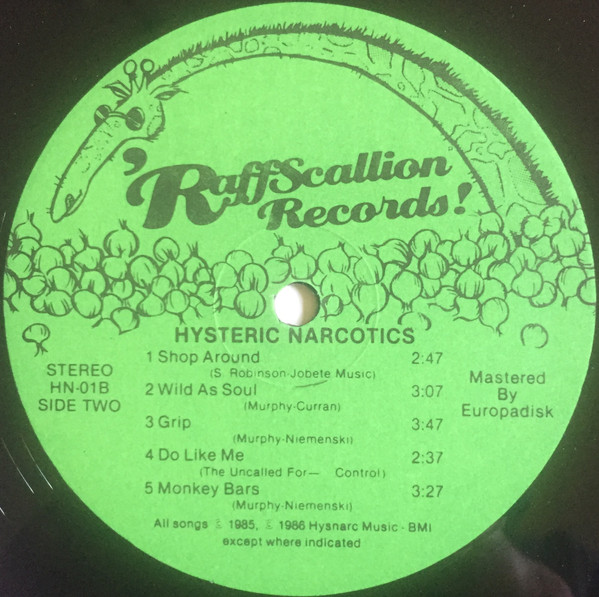 'RaffScallion
Records!
HYSTERIC NARCOTICS
STEREO
HN-01B
SIDE TWO
1 Shop Around 2:47
(S. Robinson-Jobete Music)
2 Wild As Soul 3:07
(Murphy-Curran)
3 Grip 3:47
(Murphy-Niemenski)
4 Do Like Me 2:37
(The Uncalled For— Control)
5 Monkey Bars 3:27
(Murphy-Niemenski)
Mastered
By
Europadisk
All songs © 1985, © 1986 Hysnarc Music - BMI
except where indicated